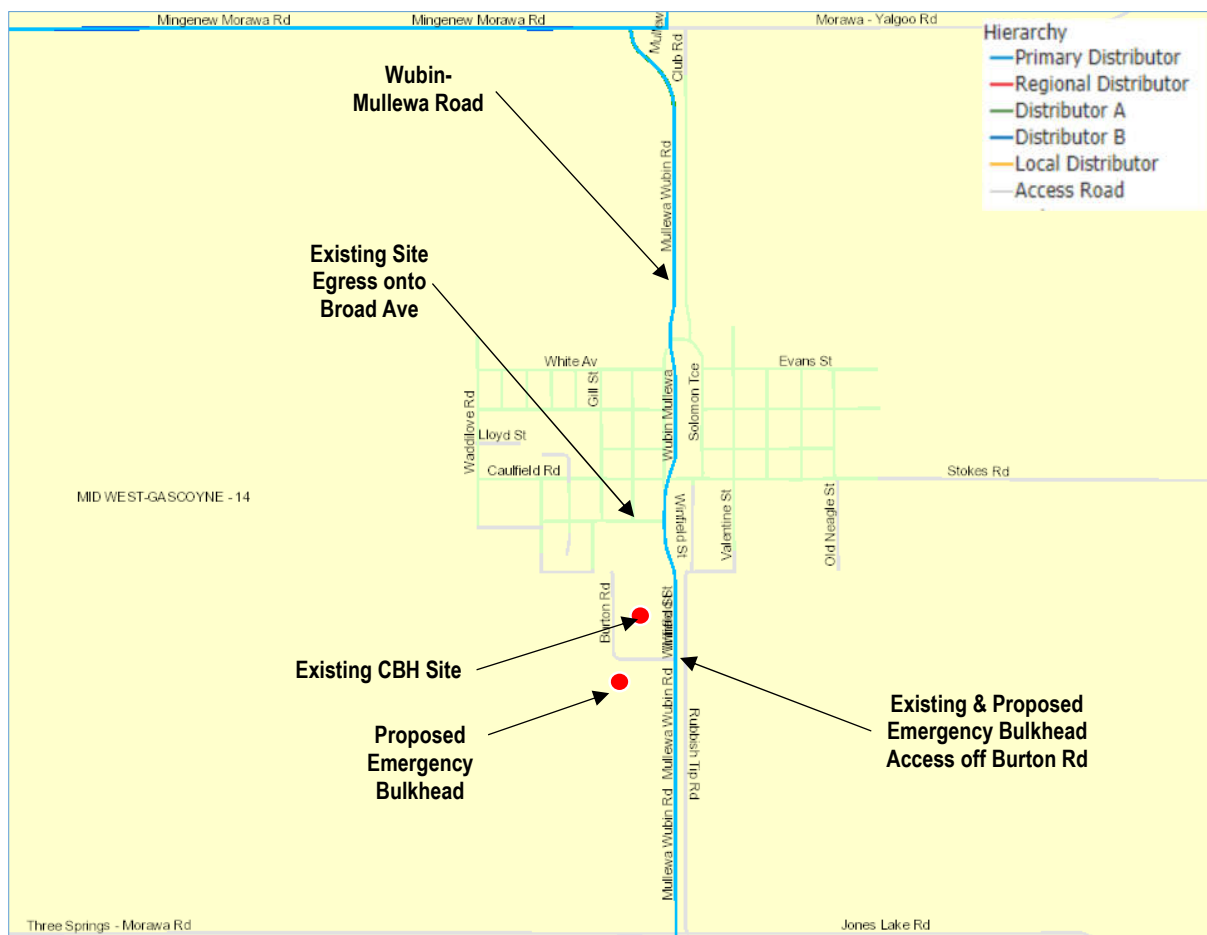 Mingenew Morawa Rd
Mingenew Morawa Rd
Mullew
Morawa - Yalgoo Rd
Club Rd
Hierarchy
Primary Distributor
Regional Distributor
Distributor A
Distributor B
Local Distributor
Access Road
Wubin-
Mullewa Road
Mullewa Wubin Rd
Existing Site
Egress onto
Broad Ave
White Av
Gill St
Evans St
Solomon Tce
Wubin Mullewa
Waddilove Rd
Lloyd St
Caulfield Rd
Stokes Rd
MID WEST-GASCOYNE - 14
Winfield St
Valentine St
Old Neagle St
Burton Rd
Existing CBH Site
Mullewa Wubin Rd
Proposed
Emergency
Bulkhead
Existing & Proposed
Emergency Bulkhead
Access off Burton Rd
Rubbish Tip Rd
Mullewa Wubin Rd
Three Springs - Morawa Rd
Jones Lake Rd